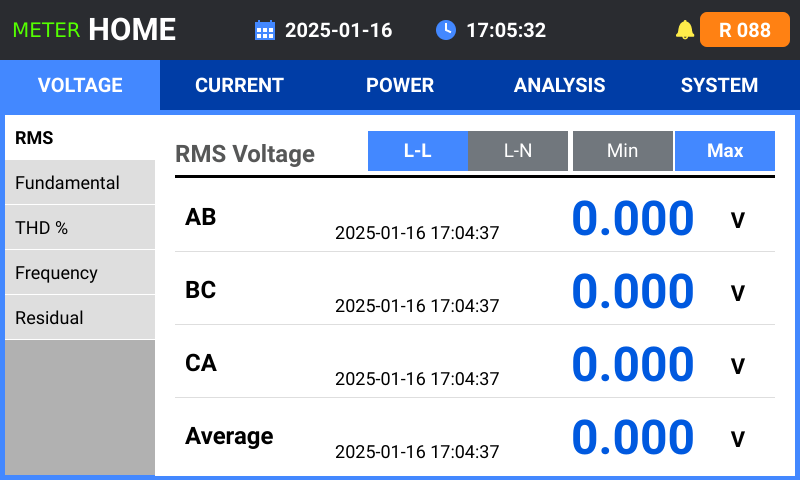 METER HOME 2025-01-16 17:05:32 R 088
VOLTAGE CURRENT POWER ANALYSIS SYSTEM
RMS
Fundamental
THD %
Frequency
Residual
RMS Voltage L-L L-N Min Max
AB 2025-01-16 17:04:37 0.000 V
BC 2025-01-16 17:04:37 0.000 V
CA 2025-01-16 17:04:37 0.000 V
Average 2025-01-16 17:04:37 0.000 V